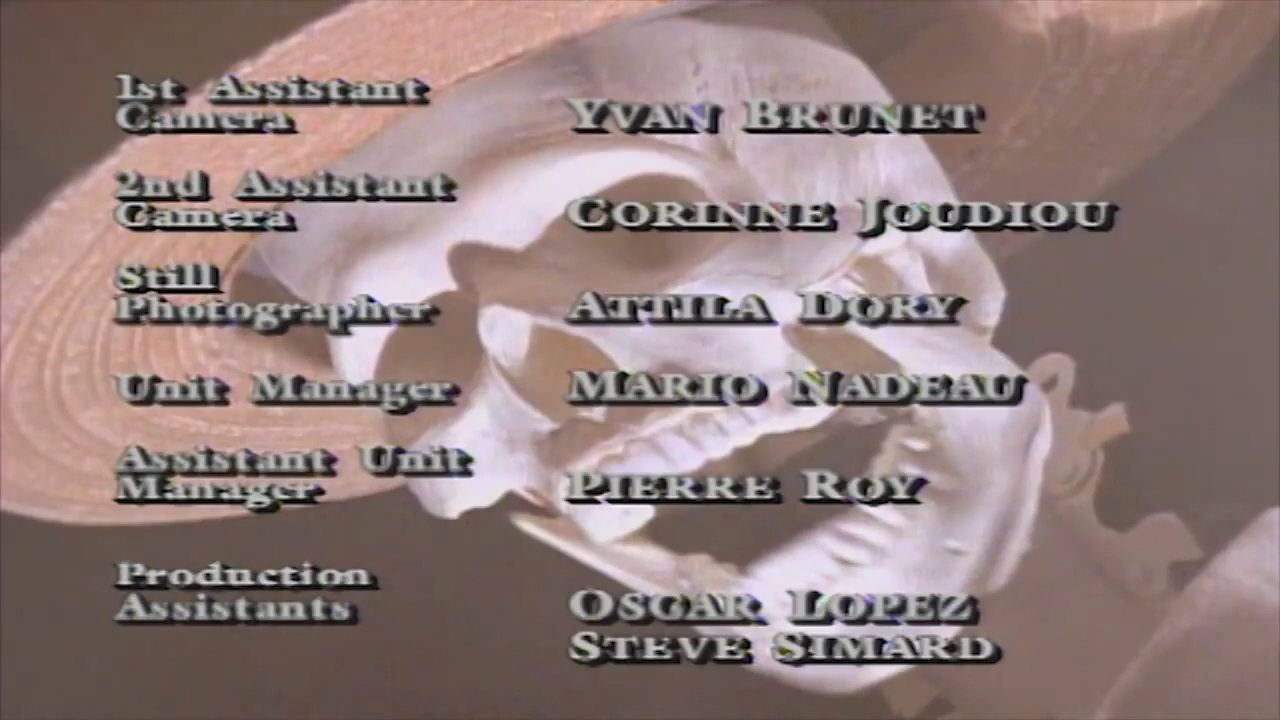 1st Assistant
Camera
YVAN BRUNET
2nd Assistant
Camera
CORINNE JOUDIOU
Still
Photographer
ATTILA DORY
Unit Manager
MARIO NADEAU
Assistant Unit
Manager
PIERRE ROY
Production
Assistants
OSCAR LOPEZ
STEVE SIMARD